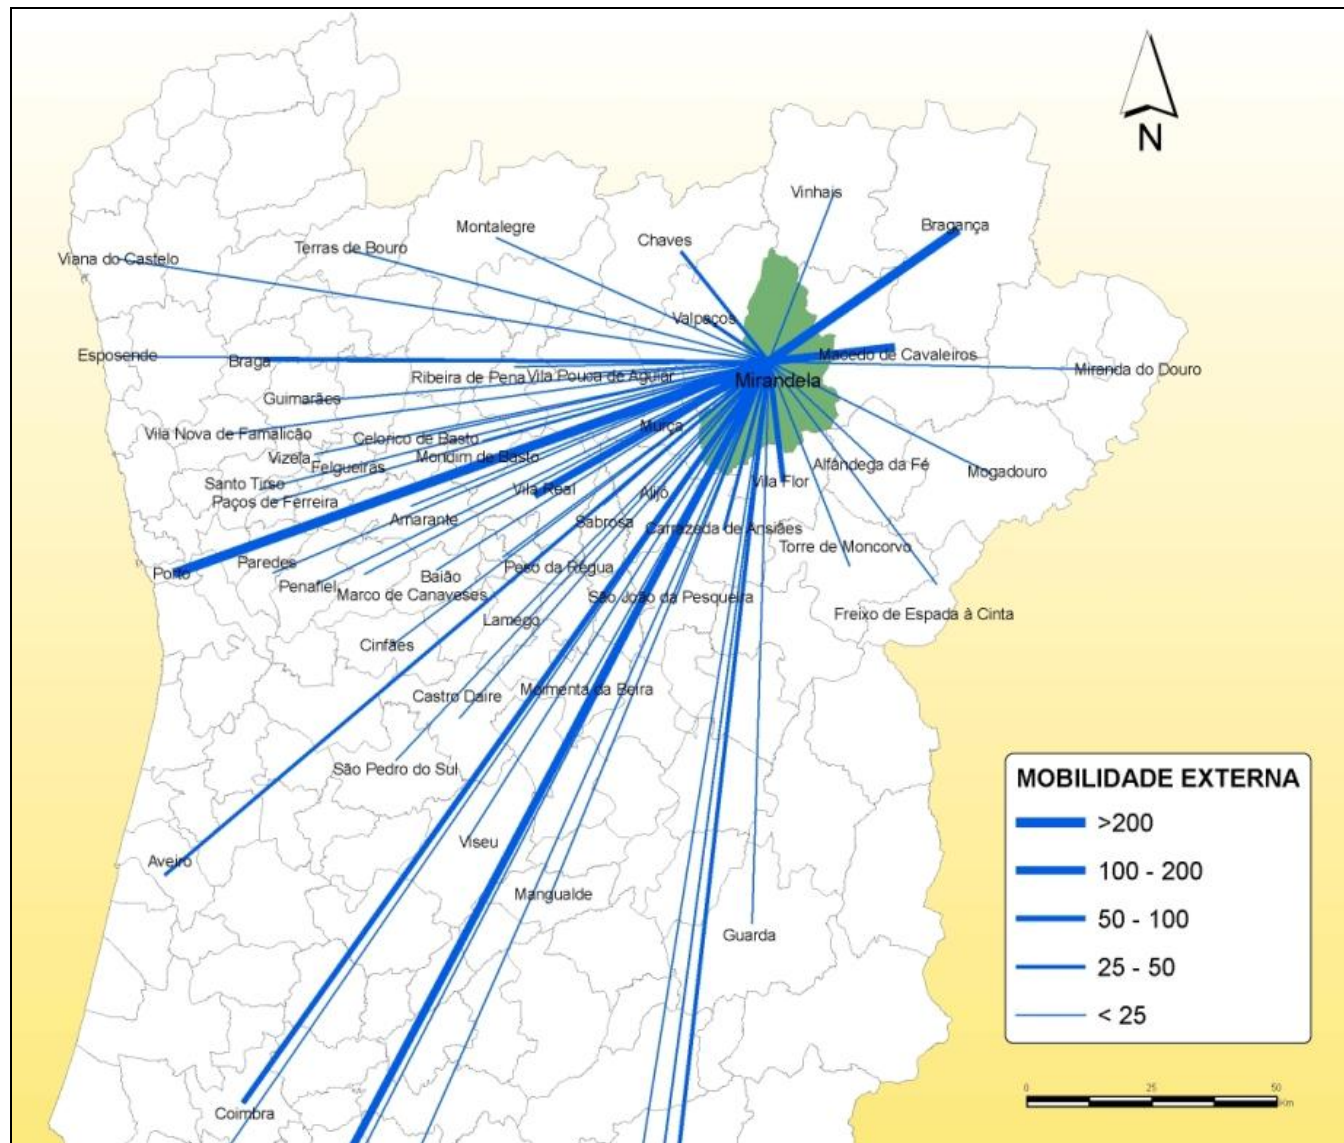 N
Vinhais
Bragança
Montalegre
Chaves
Terras de Bouro
Viana do Castelo
Valpaços
Esposende
Braga
Macedo de Cavaleiros
Miranda do Douro
Ribeira de Pena
Vila Pouca de Aguiar
Mirandela
Guimarães
Vila Nova de Famalicão
Celorico de Basto
Murça
Vizela
Felgueiras
Mondim de Basto
Alfândega da Fé
Mogadouro
Santo Tirso
Paços de Ferreira
Vila Real
Alijó
Vila Flor
Amarante
Sabrosa
Carrazeda de Ansiães
Torre de Moncorvo
Porto
Paredes
Penafiel
Baião
Peso da Régua
Marco de Canaveses
São João da Pesqueira
Freixo de Espada à Cinta
Lamego
Cinfães
Castro Daire
Moimenta da Beira
São Pedro do Sul
Viseu
Aveiro
Mangualde
Guarda
Coimbra
MOBILIDADE EXTERNA
>200
100 - 200
50 - 100
25 - 50
< 25
0 25 50
Km